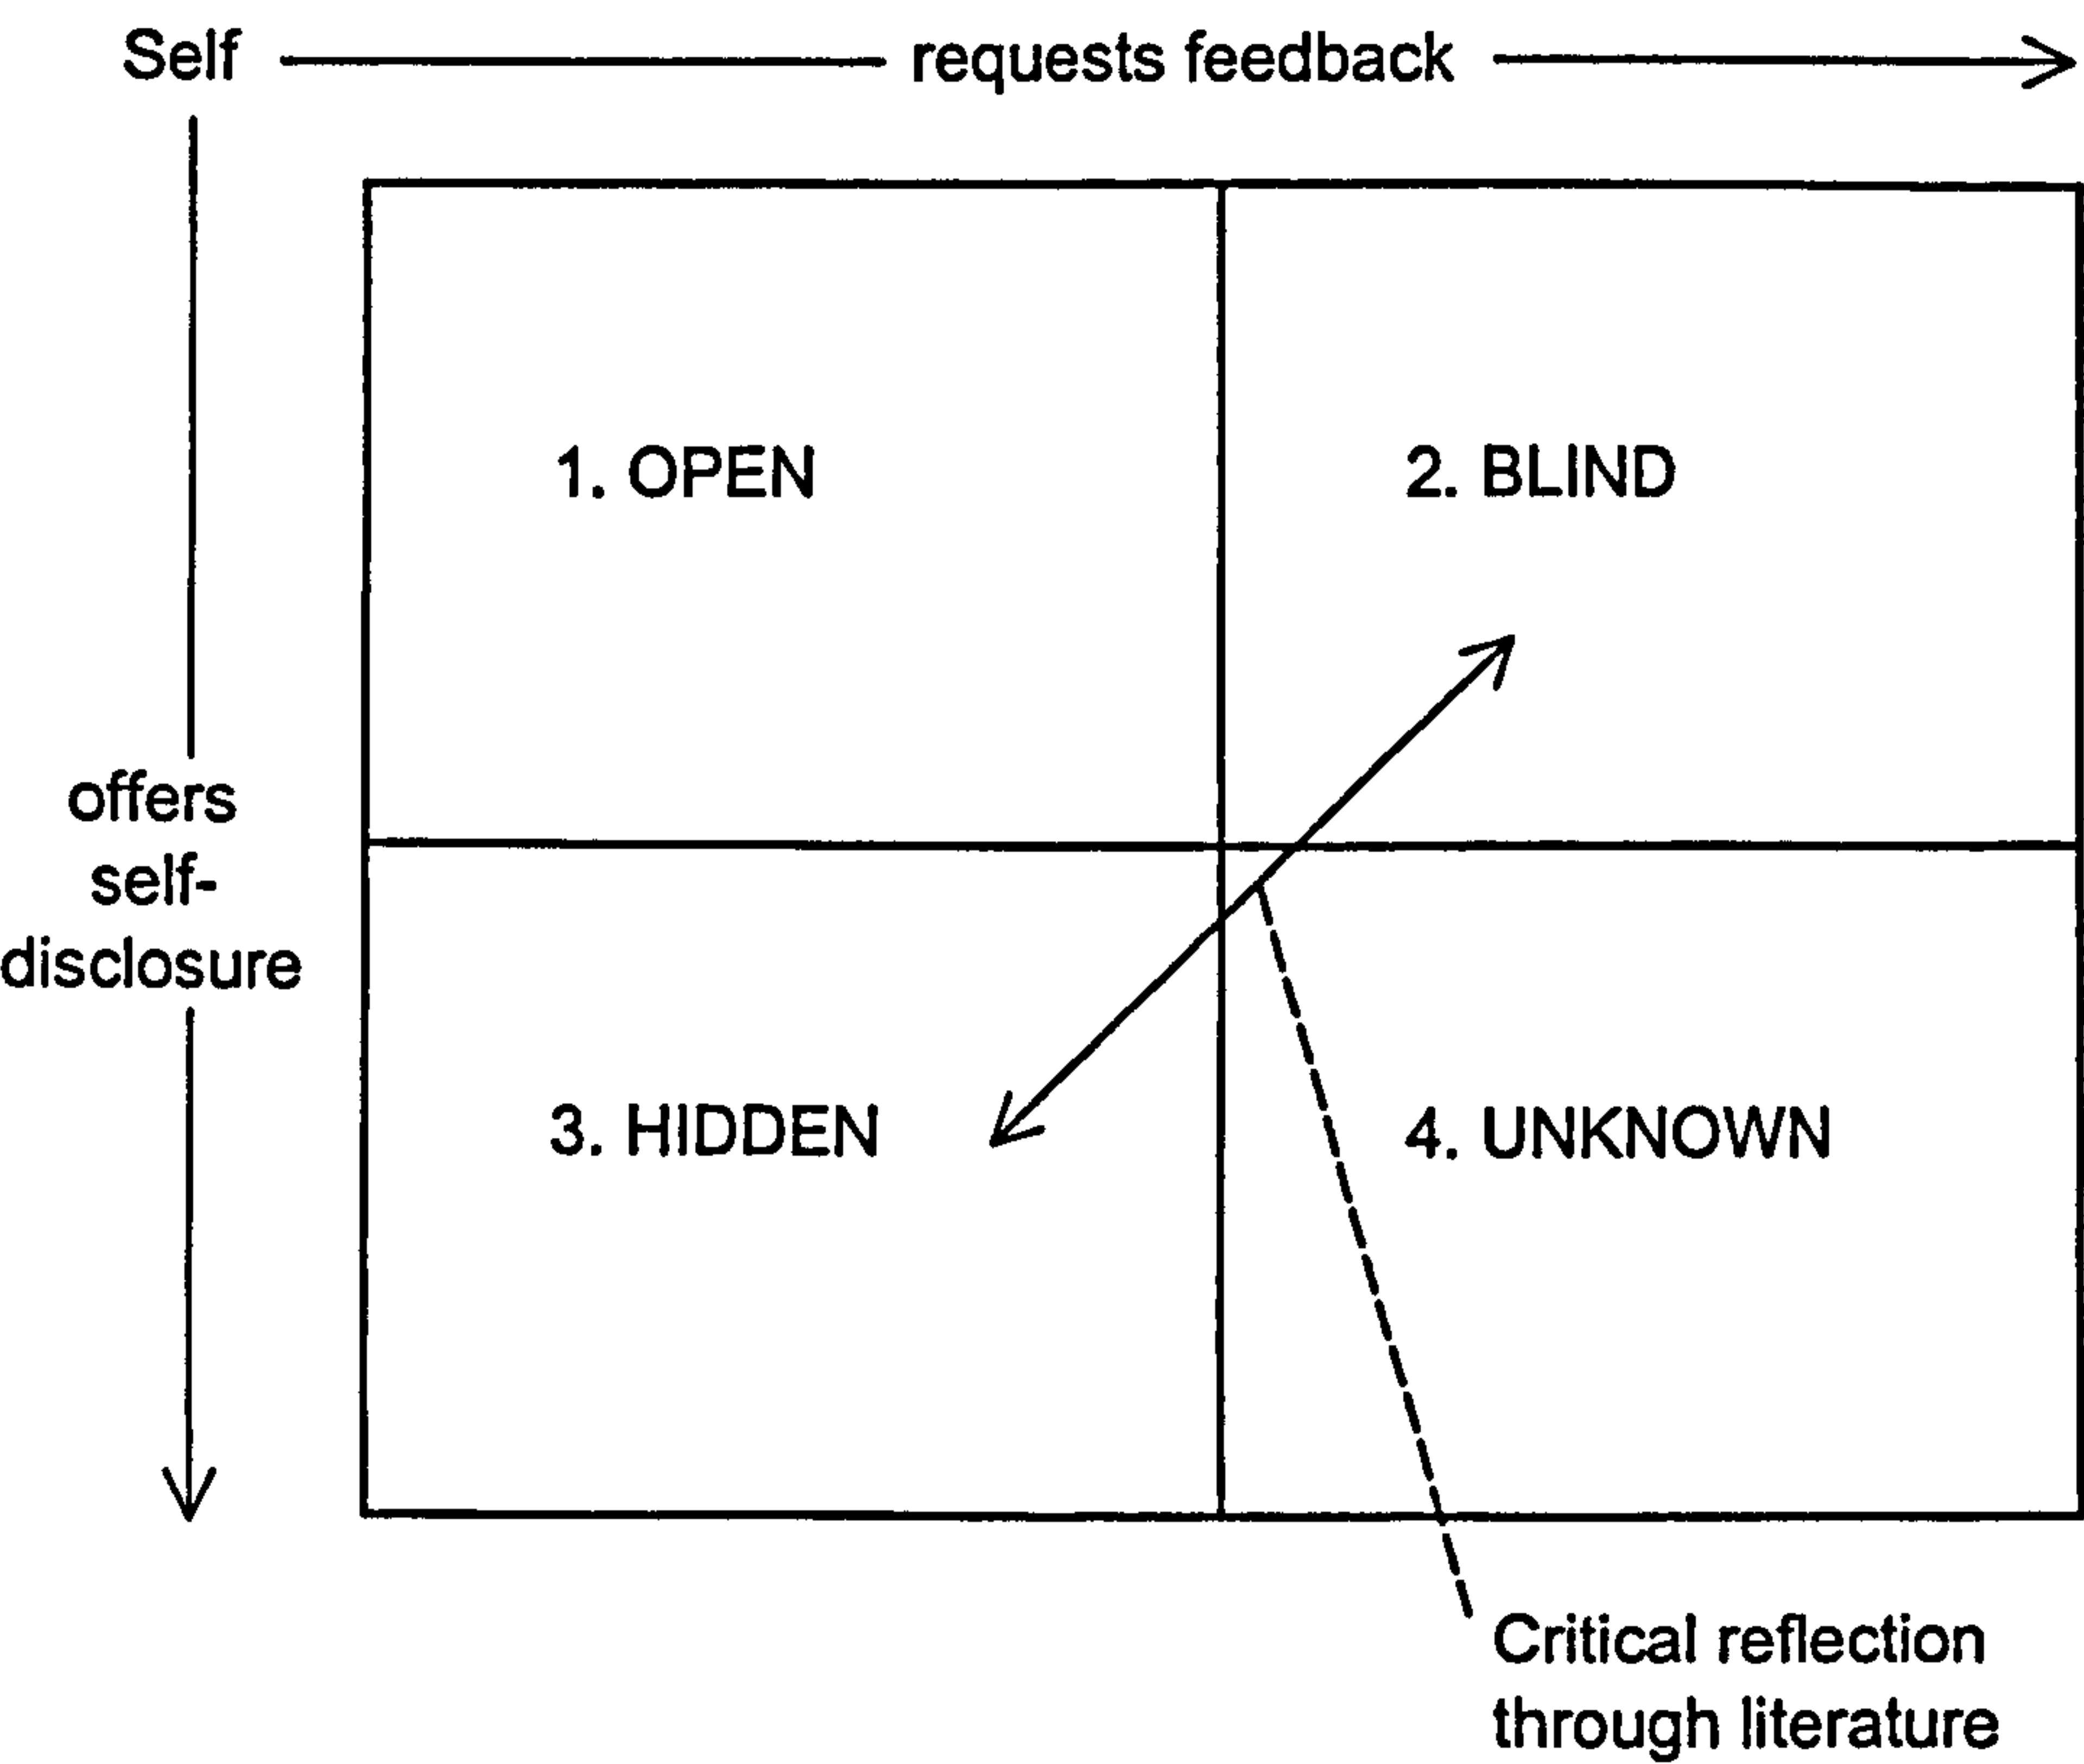 Self requests feedback
1. OPEN 2. BLIND
offers
self-
disclosure
3. HIDDEN 4. UNKNOWN
Critical reflection
through literature